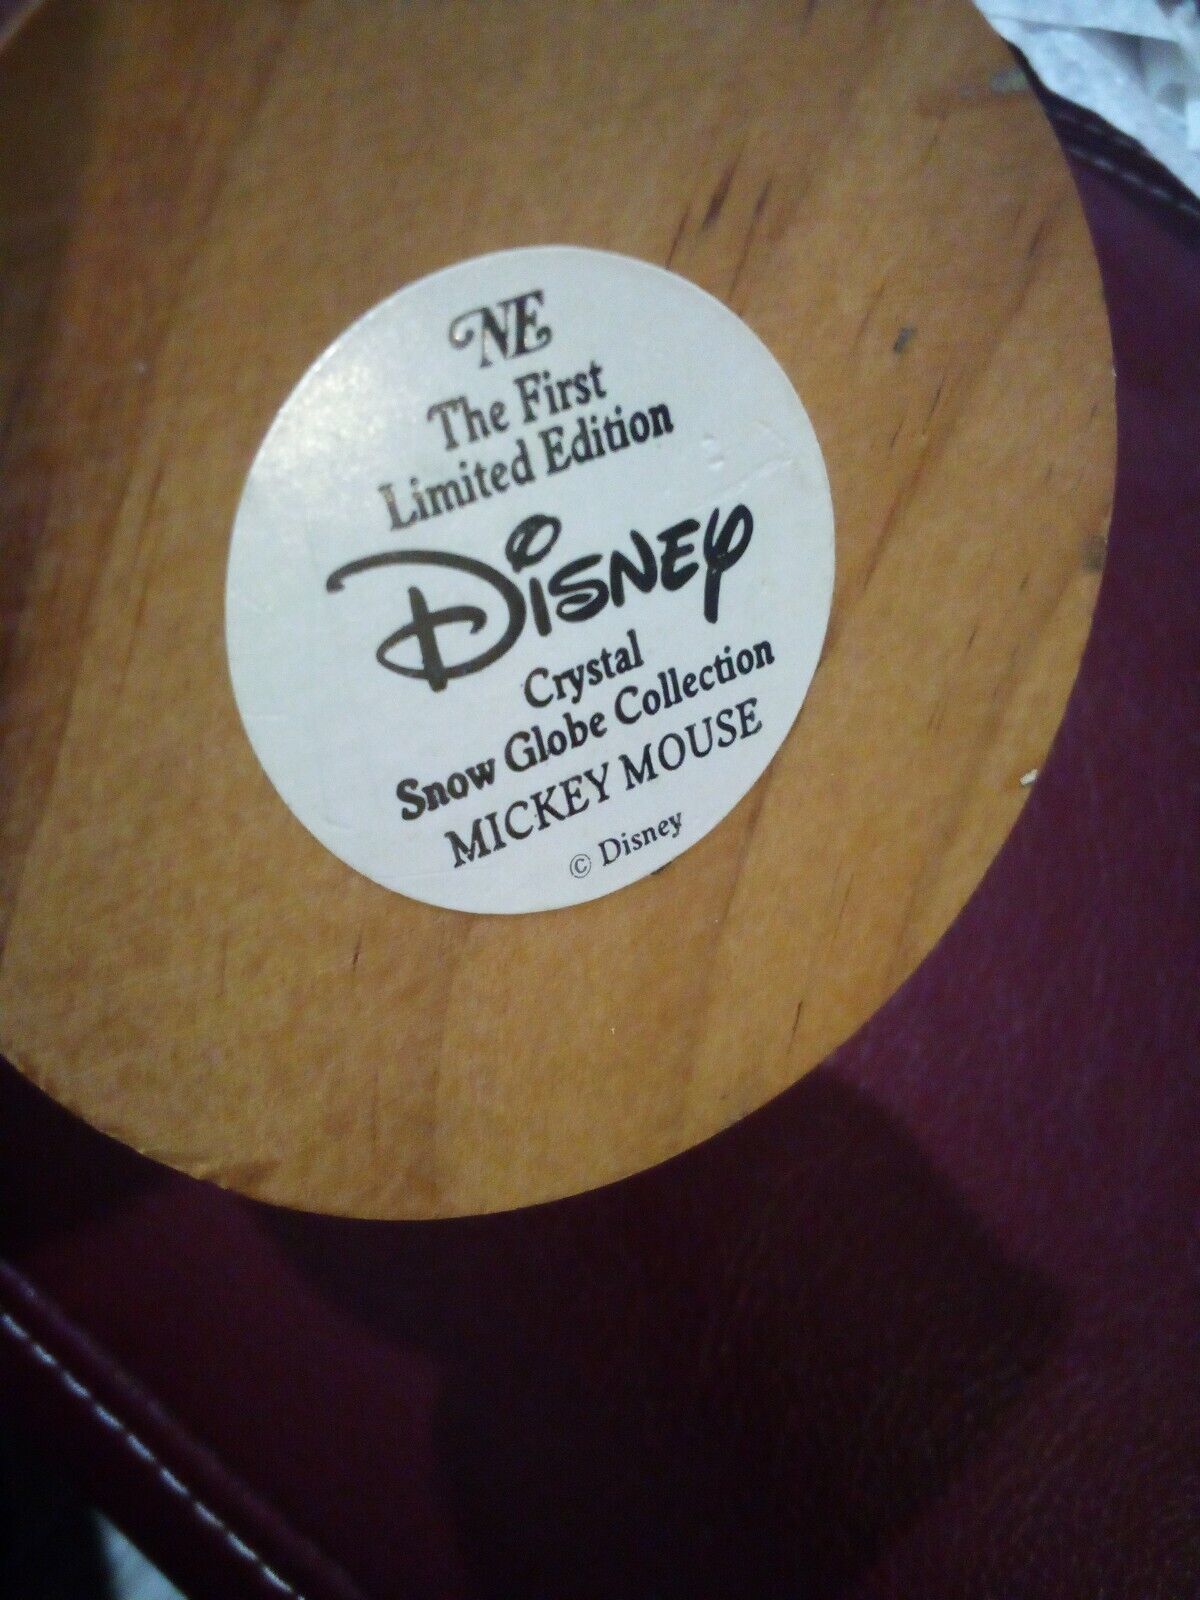 NE
The First
Limited Edition
Disney
Crystal
Snow Globe Collection
MICKEY MOUSE
© Disney